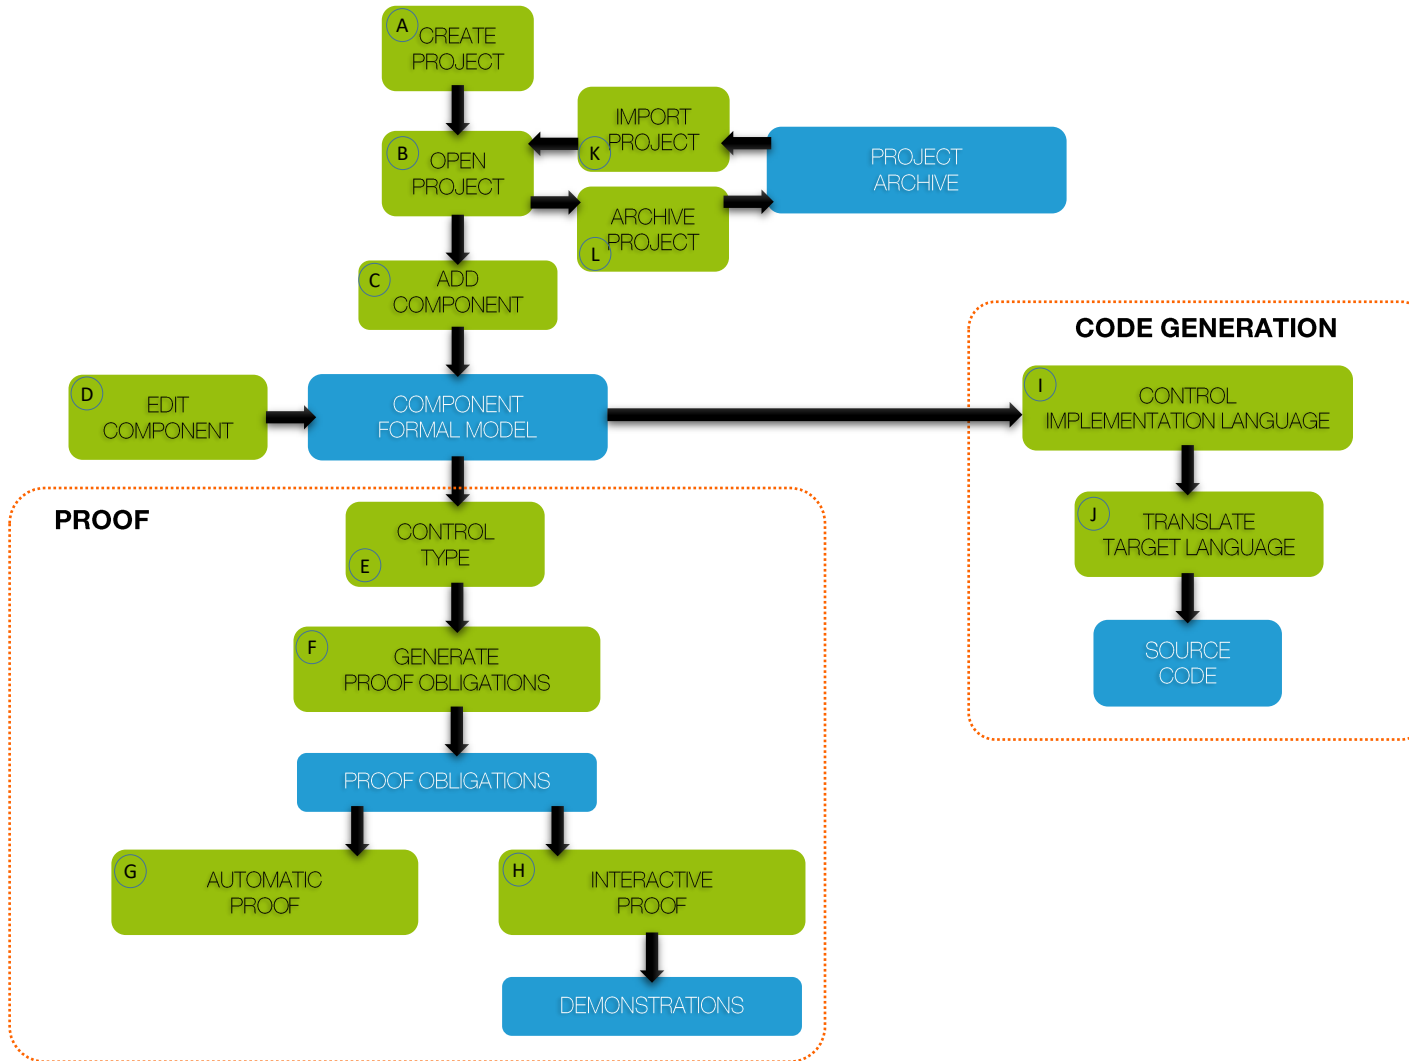 A
CREATE
PROJECT
B
OPEN
PROJECT
IMPORT
PROJECT
K
ARCHIVE
PROJECT
L
PROJECT
ARCHIVE
C
ADD
COMPONENT
D
EDIT
COMPONENT
COMPONENT
FORMAL MODEL
CODE GENERATION
I
CONTROL
IMPLEMENTATION LANGUAGE
J
TRANSLATE
TARGET LANGUAGE
SOURCE
CODE
PROOF
CONTROL
TYPE
E
F
GENERATE
PROOF OBLIGATIONS
PROOF OBLIGATIONS
G
AUTOMATIC
PROOF
H
INTERACTIVE
PROOF
DEMONSTRATIONS